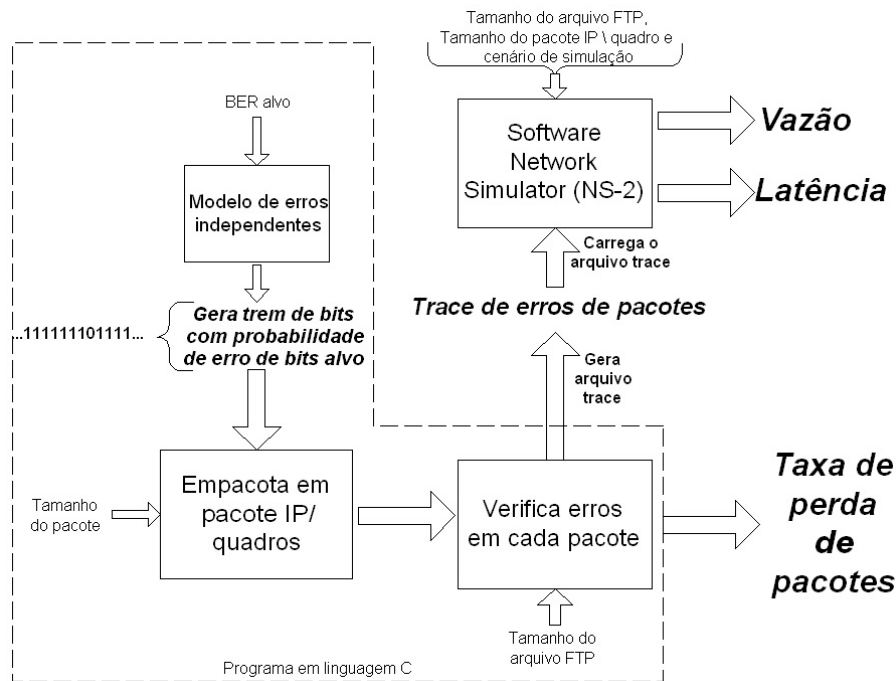 Tamanho do arquivo FTP,
Tamanho do pacote IP \ quadro e
cenário de simulação
BER alvo
Software
Network
Simulator (NS-2)
Vazão
Latência
Modelo de erros
independentes
Carrega o
arquivo trace
Trace de erros de pacotes
...111111101111...
Gera trem de bits
com probabilidade
de erro de bits alvo
Gera
arquivo
trace
Tamanho
do pacote
Empacota em
pacote IP/
quadros
Verifica erros
em cada pacote
Taxa de
perda
de
pacotes
Tamanho do
arquivo FTP
Programa em linguagem C